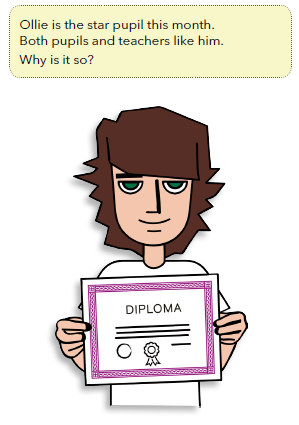 Ollie is the star pupil this month.
Both pupils and teachers like him.
Why is it so?
DIPLOMA